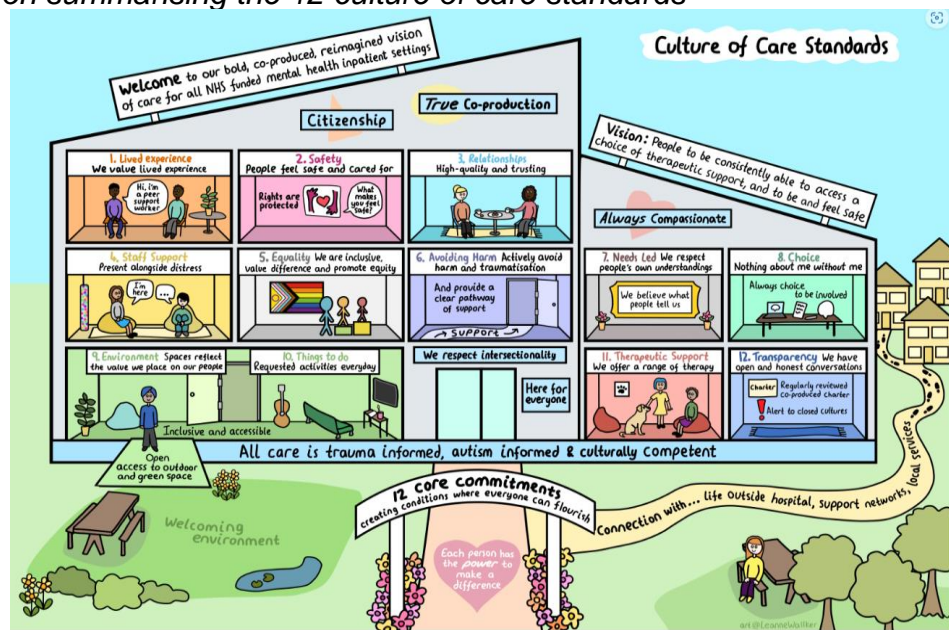 on summarising the 12 culture of care standards
Culture of Care Standards
Welcome to our bold, co-produced, reimagined vision
of care for all NHS funded mental health inpatient settings
Citizenship
True Co-production
Vision: People to be consistently able to access a
choice of therapeutic support, and to be and feel safe
Always Compassionate
1. Lived experience
We value lived experience
Hi, i'm
a peer
support
worker
2. Safety
People feel safe and cared for
Rights are
protected
What
makes
you feel
safe?
3. Relationships
High-quality and trusting
4. Staff Support
Present alongside distress
I'm
here
...
5. Equality We are inclusive,
value difference and promote equity
6. Avoiding Harm Actively avoid
harm and traumatisation
And provide a
clear pathway
of support
Support
7. Needs Led We respect
people's own understandings
We believe what
people tell us
8. Choice
Nothing about me without me
Always choice
to be involved
9. Environment Spaces reflect
the value we place on our people
Inclusive and accessible
10. Things to do
Requested activities everyday
We respect intersectionality
Here for
everyone
11. Therapeutic Support
We offer a range of therapy
12. Transparency We have
open and honest conversations
Charter
Regularly reviewed
co-produced charter
! Alert to closed cultures
All care is trauma informed, autism informed & culturally competent
Open
access to outdoor
and green space
Welcoming
environment
12 Core commitments
creating conditions where everyone can flourish
Each person has
the power to
make a
difference
Connection with... life outside hospital, support networks, local services
art @LeanneWalker